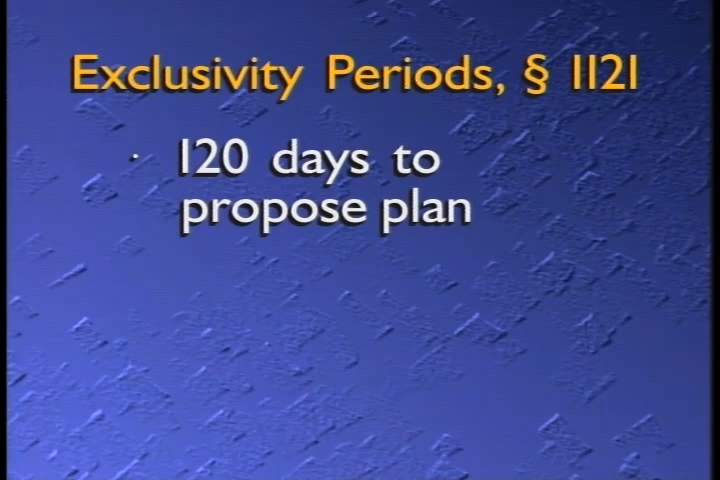 Exclusivity Periods, § 1121
· 120 days to
propose plan